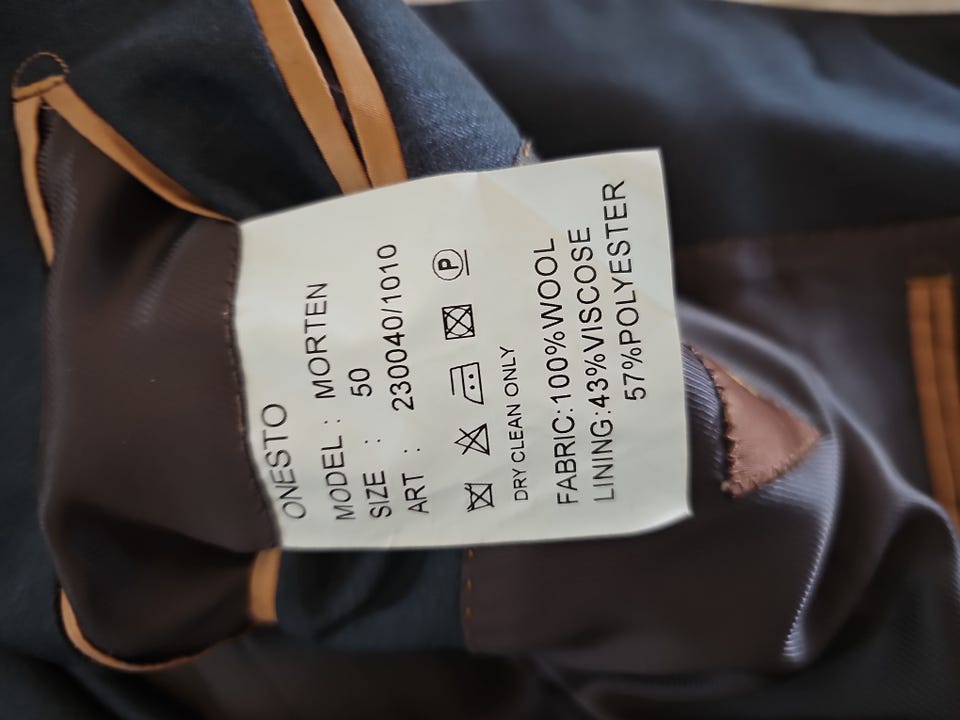 ONESTO
MODEL : MORTEN
SIZE : 50
ART : 230040/1010
P
DRY CLEAN ONLY
FABRIC:100%WOOL
LINING:43%VISCOSE
57%POLYESTER